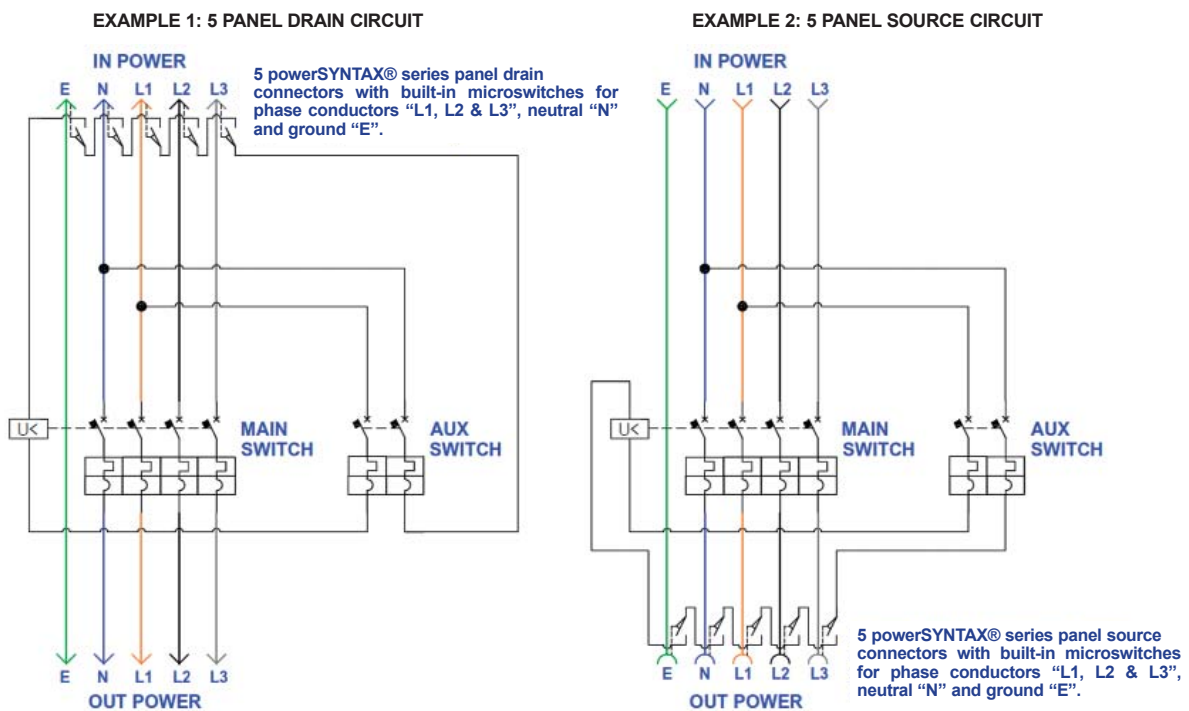 EXAMPLE 1: 5 PANEL DRAIN CIRCUIT
IN POWER
E N L1 L2 L3
5 powerSYNTAX® series panel drain
connectors with built-in microswitches for
phase conductors “L1, L2 & L3”, neutral “N”
and ground “E”.
U<
MAIN
SWITCH
AUX
SWITCH
E N L1 L2 L3
OUT POWER
EXAMPLE 2: 5 PANEL SOURCE CIRCUIT
IN POWER
E N L1 L2 L3
U<
MAIN
SWITCH
AUX
SWITCH
5 powerSYNTAX® series panel source
connectors with built-in microswitches
for phase conductors “L1, L2 & L3”,
neutral “N” and ground “E”.
E N L1 L2 L3
OUT POWER